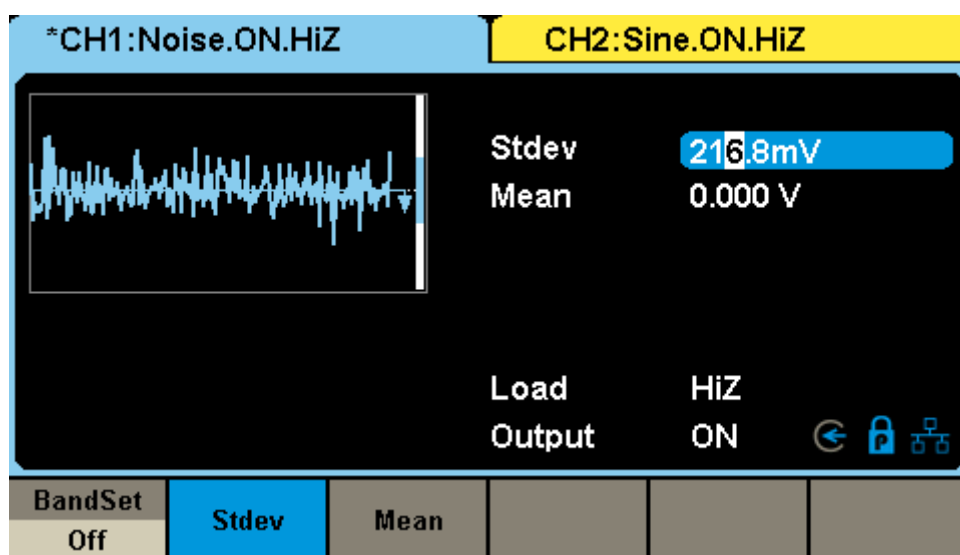 *CH1:Noise.ON.HiZ CH2:Sine.ON.HiZ
Stdev 216.8mV
Mean 0.000 V
Load HiZ
Output ON P
BandSet
Off
Stdev
Mean